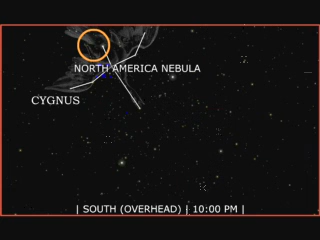 NORTH AMERICA NEBULA
CYGNUS
| SOUTH (OVERHEAD) | 10:00 PM |